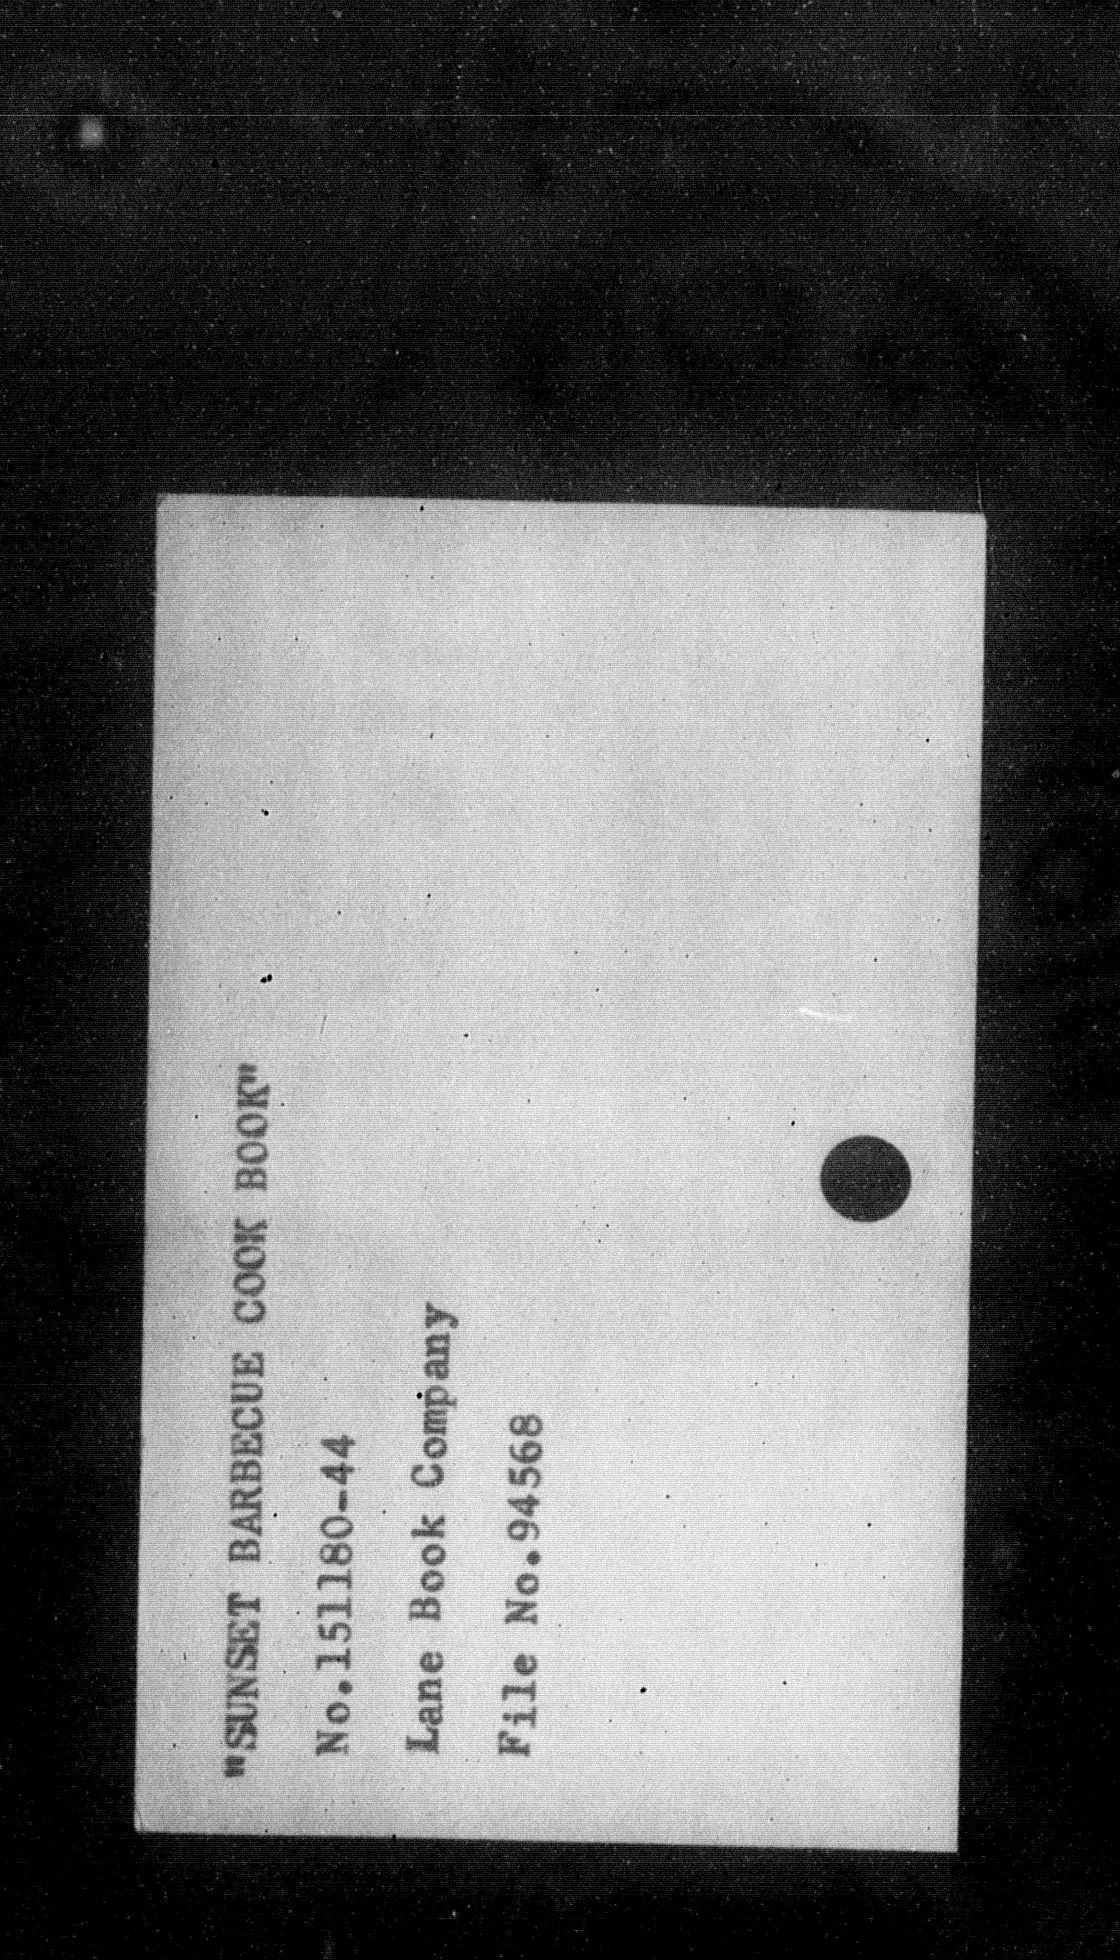 "SUNSET BARBECUE COOK BOOK"
No.151180-44
Lane Book Company
File No.94568